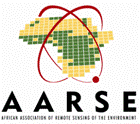 AARSE
AFRICAN ASSOCIATION OF REMOTE SENSING OF THE ENVIRONMENT